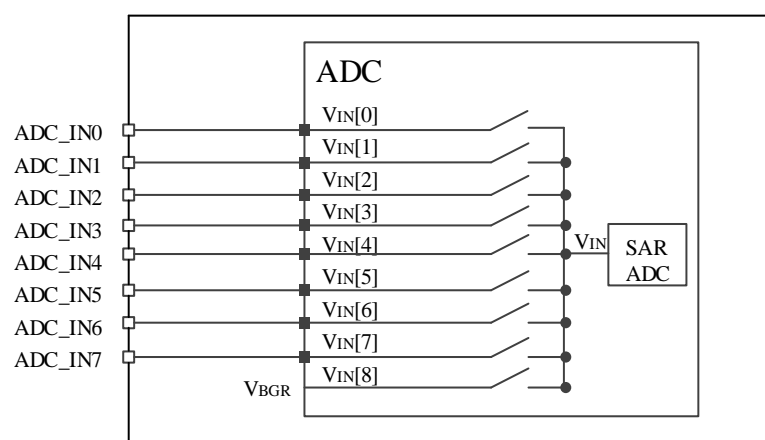 ADC
ADC_IN0
VIN[0]
ADC_IN1
VIN[1]
ADC_IN2
VIN[2]
ADC_IN3
VIN[3]
ADC_IN4
VIN[4]
VIN
SAR
ADC
ADC_IN5
VIN[5]
ADC_IN6
VIN[6]
ADC_IN7
VIN[7]
VBGR
VIN[8]